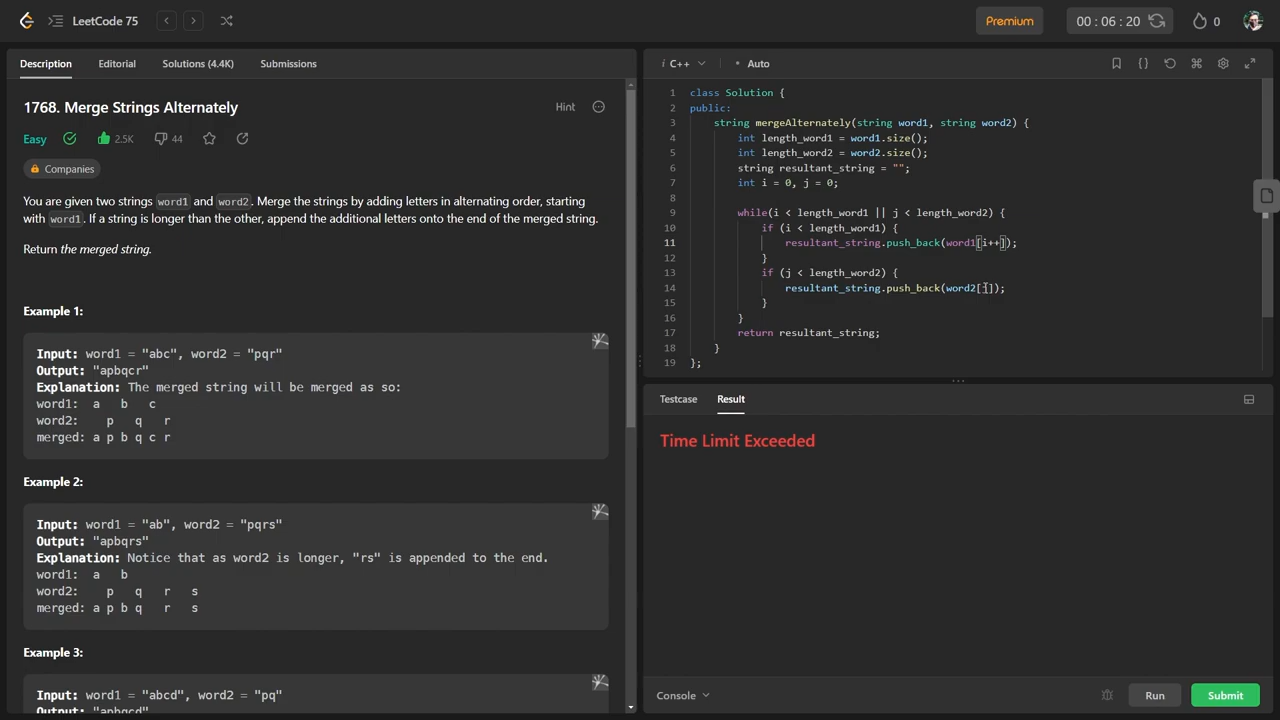 LeetCode 75
Premium
00 : 06 : 20
0
Description
Editorial
Solutions (4.4K)
Submissions
1768. Merge Strings Alternately
Hint
Easy
2.5K
44
Companies
You are given two strings word1 and word2. Merge the strings by adding letters in alternating order, starting
with word1. If a string is longer than the other, append the additional letters onto the end of the merged string.
Return the merged string.
Example 1:
Input: word1 = "abc", word2 = "pqr"
Output: "apbqcr"
Explanation: The merged string will be merged as so:
word1:  a   b   c
word2:    p   q   r
merged: a p b q c r
Example 2:
Input: word1 = "ab", word2 = "pqrs"
Output: "apbqrs"
Explanation: Notice that as word2 is longer, "rs" is appended to the end.
word1:  a   b
word2:    p   q   r   s
merged: a p b q   r   s
Example 3:
Input: word1 = "abcd", word2 = "pq"
Output: "apbqcd"
i C++
Auto
1 class Solution {
2 public:
3     string mergeAlternately(string word1, string word2) {
4         int length_word1 = word1.size();
5         int length_word2 = word2.size();
6         string resultant_string = "";
7         int i = 0, j = 0;
8
9         while(i < length_word1 || j < length_word2) {
10             if (i < length_word1) {
11                 resultant_string.push_back(word1[i++]);
12             }
13             if (j < length_word2) {
14                 resultant_string.push_back(word2[j]);
15             }
16         }
17         return resultant_string;
18     }
19 };
Testcase
Result
Time Limit Exceeded
Console
Run
Submit